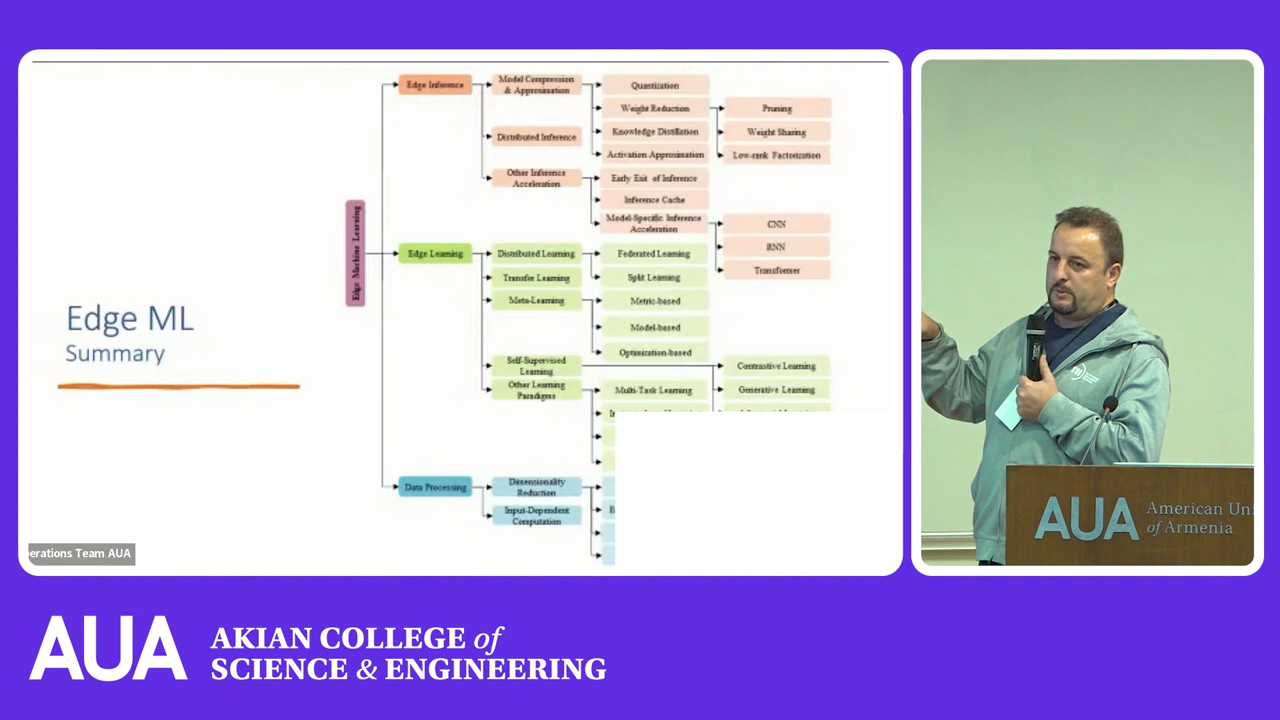 Edge ML
Summary
Edge Machine Learning
Edge Inference
Model Compression
& Approximation
Quantization
Weight Reduction
Pruning
Weight Sharing
Low-rank Factorization
Knowledge Distillation
Activation Approximation
Distributed Inference
Other Inference
Acceleration
Early Exit of Inference
Inference Cache
Model-Specific Inference
Acceleration
CNN
RNN
Transformer
Edge Learning
Distributed Learning
Federated Learning
Split Learning
Transfer Learning
Meta-Learning
Metric-based
Model-based
Optimization-based
Self-Supervised
Learning
Contrastive Learning
Generative Learning
Other Learning
Paradigms
Multi-Task Learning
Data Processing
Dimensionality
Reduction
Input-Dependent
Computation
erations Team AUA
AUA
American Uni
of Armenia
AUA
AKIAN COLLEGE of
SCIENCE & ENGINEERING